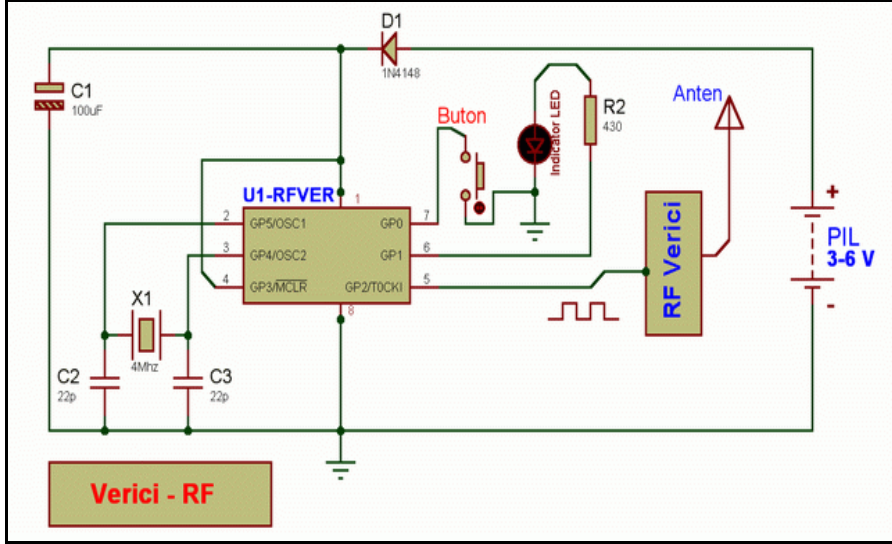 D1
1N4148
C1
100uF
Buton
Indicator LED
R2
430
Anten
U1-RFVER
1
2
GP5/OSC1
GP0
7
3
GP4/OSC2
GP1
6
4
GP3/MCLR
GP2/T0CKI
5
8
RF Verici
+
PIL
3-6 V
-
X1
4Mhz
C2
22p
C3
22p
Verici - RF